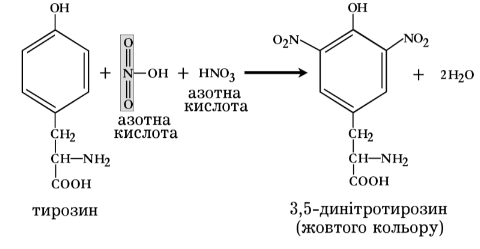 OH
O
N
O
OH
+
HNO3
азотна
кислота
азотна
кислота
CH2
CH—NH2
COOH
тирозин
OH
O2N
NO2
+ 2H2O
CH2
CH—NH2
COOH
3,5-динітротирозин
(жовтого кольору)